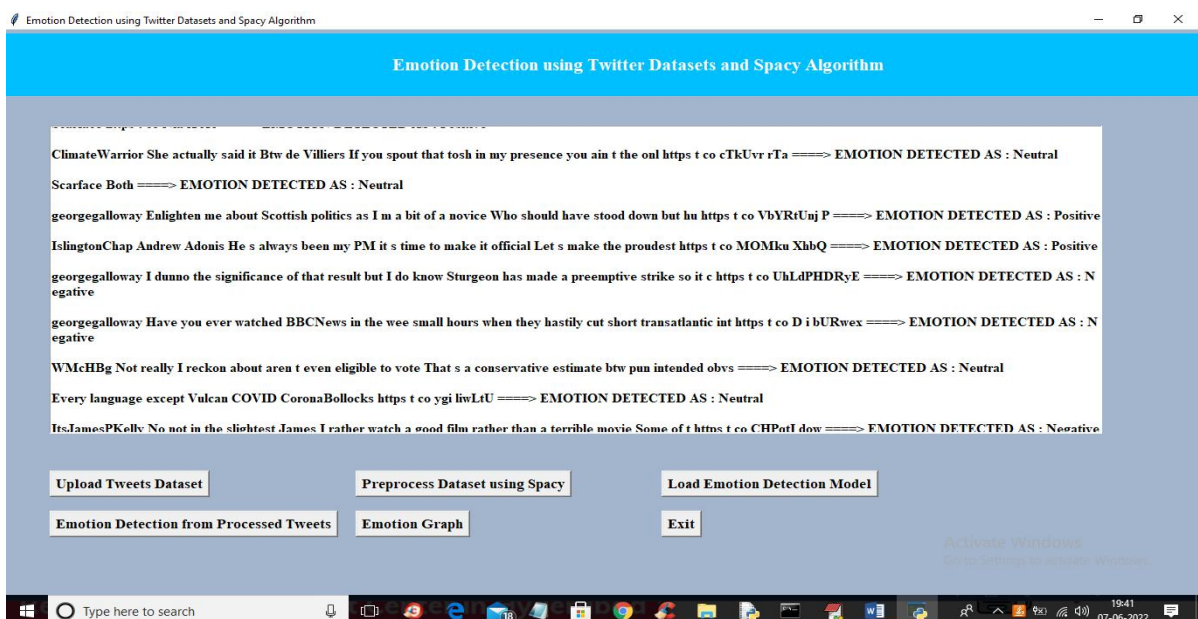 Emotion Detection using Twitter Datasets and Spacy Algorithm
Emotion Detection using Twitter Datasets and Spacy Algorithm
ClimateWarrior She actually said it Btw de Villiers If you spout that tosh in my presence you ain t the onl https t co cTkUvr rTa ====> EMOTION DETECTED AS : Neutral
Scarface Both ====> EMOTION DETECTED AS : Neutral
georgegalloway Enlighten me about Scottish politics as I m a bit of a novice Who should have stood down but hu https t co VbYRtUnj P ====> EMOTION DETECTED AS : Positive
IslingtonChap Andrew Adonis He s always been my PM it s time to make it official Let s make the proudest https t co MOMku XhbQ ====> EMOTION DETECTED AS : Positive
georgegalloway I dunno the significance of that result but I do know Sturgeon has made a preemptive strike so it c https t co UhLdPHDRyE ====> EMOTION DETECTED AS : N
egative
georgegalloway Have you ever watched BBCNews in the wee small hours when they hastily cut short transatlantic int https t co D i bURwex ====> EMOTION DETECTED AS : N
egative
WMcHBg Not really I reckon about aren t even eligible to vote That s a conservative estimate btw pun intended obvs ====> EMOTION DETECTED AS : Neutral
Every language except Vulcan COVID CoronaBollocks https t co ygi liwLtU ====> EMOTION DETECTED AS : Neutral
ItsJamesPKelly No not in the slightest James I rather watch a good film rather than a terrible movie Some of t https t co CHPqtI dow ====> EMOTION DETECTED AS : Negative
Upload Tweets Dataset Preprocess Dataset using Spacy Load Emotion Detection Model
Emotion Detection from Processed Tweets Emotion Graph Exit
Activate Windows
Go to Settings to activate Windows.
Type here to search
18
19:41
07-06-2022